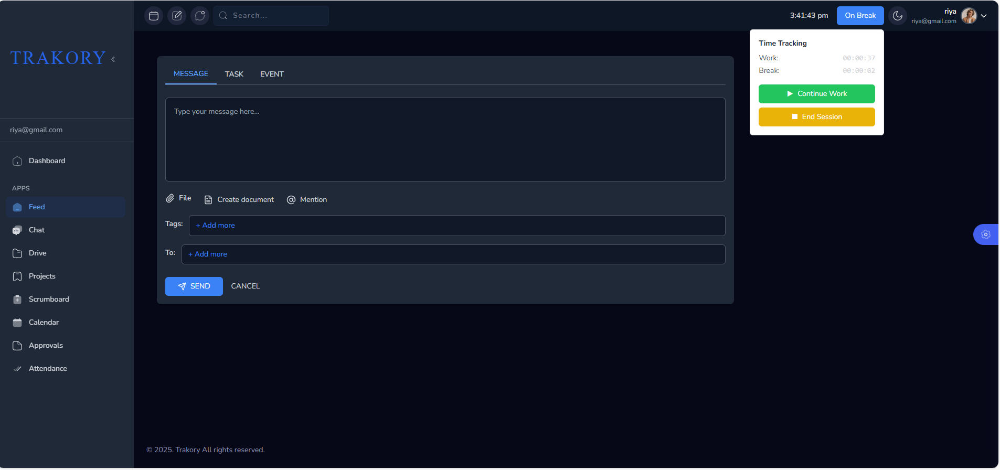 TRAKORY
riya@gmail.com
Dashboard
APPS
Feed
Chat
Drive
Projects
Scrumboard
Calendar
Approvals
Attendance
Search...
3:41:43 pm
On Break
riya
riya@gmail.com
Time Tracking
Work: 00:00:37
Break: 00:00:02
Continue Work
End Session
MESSAGE TASK EVENT
Type your message here...
File Create document Mention
Tags: + Add more
To: + Add more
SEND CANCEL
© 2025. Trakory All rights reserved.